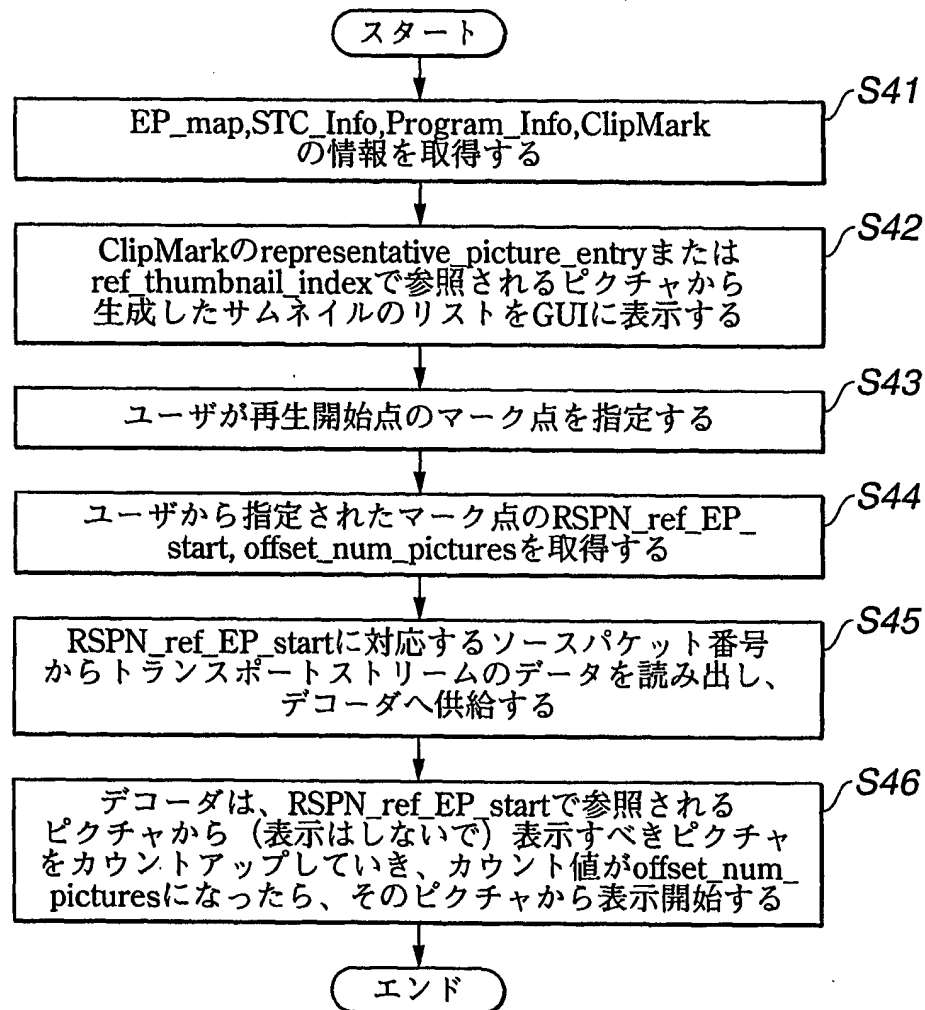 スタート
S41
EP_map,STC_Info,Program_Info,ClipMark
の情報を取得する
S42
ClipMarkのrepresentative_picture_entryまたは
ref_thumbnail_indexで参照されるピクチャから
生成したサムネイルのリストをGUIに表示する
S43
ユーザが再生開始点のマーク点を指定する
S44
ユーザから指定されたマーク点のRSPN_ref_EP_
start, offset_num_picturesを取得する
S45
RSPN_ref_EP_startに対応するソースパケット番号
からトランスポートストリームのデータを読み出し、
デコーダへ供給する
S46
デコーダは、RSPN_ref_EP_startで参照される
ピクチャから（表示はしないで）表示すべきピクチャ
をカウントアップしていき、カウント値がoffset_num_
picturesになったら、そのピクチャから表示開始する
エンド